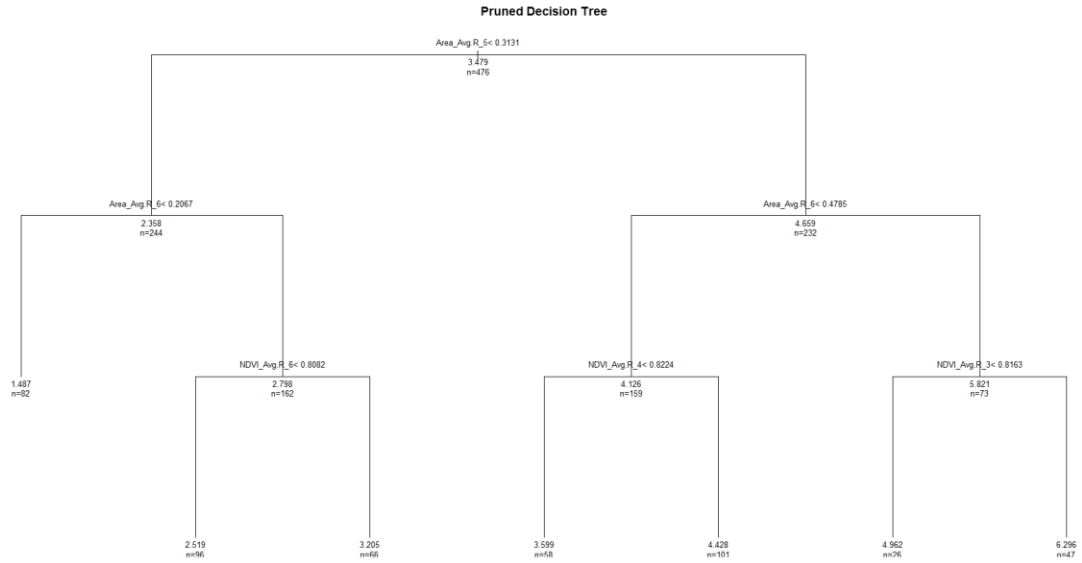 Pruned Decision Tree
Area_Avg.R_5< 0.3131
3.479
n=476
Area_Avg.R_6< 0.2067
2.358
n=244
Area_Avg.R_6< 0.4785
4.659
n=232
1.487
n=82
NDVI_Avg.R_6< 0.8082
2.798
n=162
NDVI_Avg.R_4< 0.8224
4.126
n=159
NDVI_Avg.R_3< 0.8163
5.821
n=73
2.519
n=96
3.205
n=66
3.599
n=58
4.428
n=101
4.962
n=26
6.296
n=47